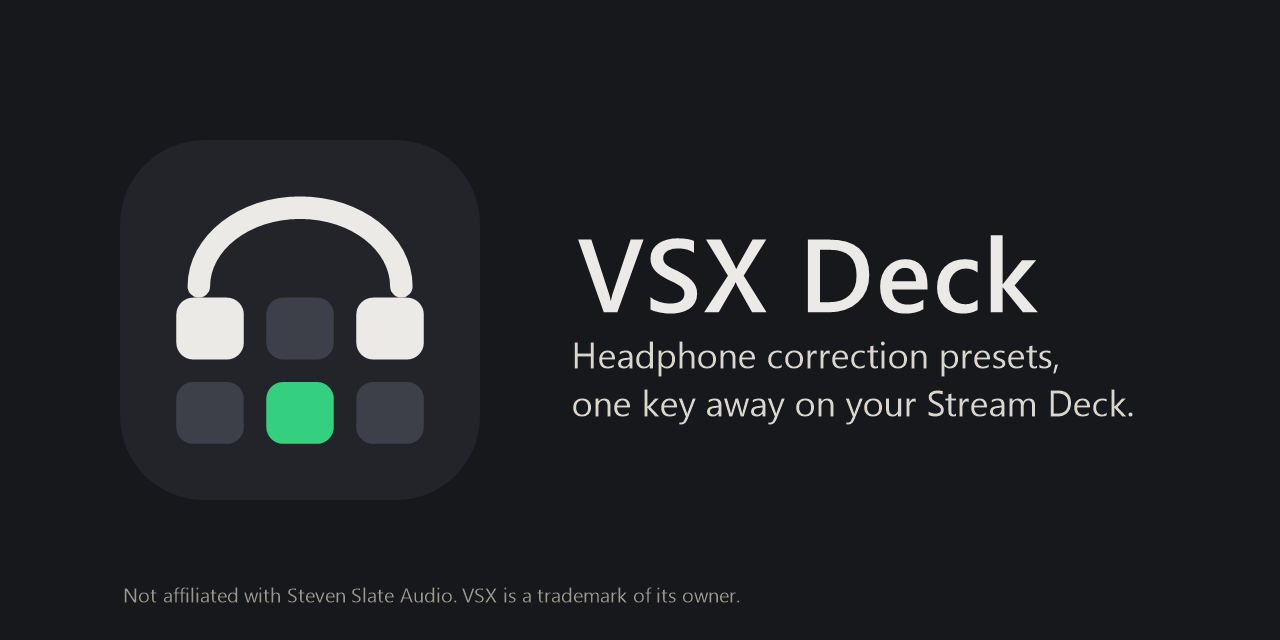 VSX Deck
Headphone correction presets,
one key away on your Stream Deck.
Not affiliated with Steven Slate Audio. VSX is a trademark of its owner.